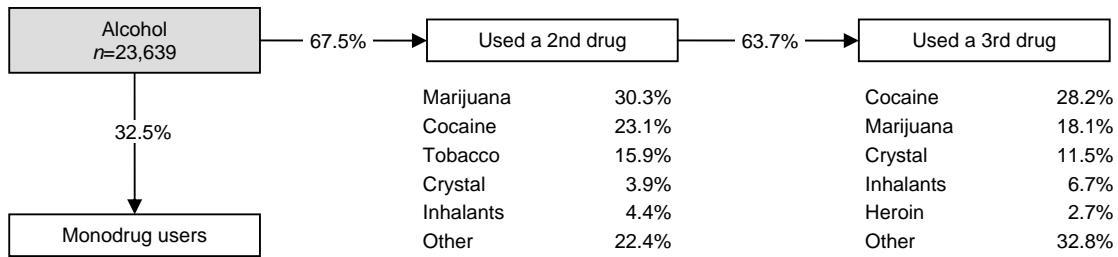 Alcohol
n=23,639
67.5%
Used a 2nd drug
63.7%
Used a 3rd drug
32.5%
Monodrug users
Marijuana 30.3%
Cocaine 23.1%
Tobacco 15.9%
Crystal 3.9%
Inhalants 4.4%
Other 22.4%
Cocaine 28.2%
Marijuana 18.1%
Crystal 11.5%
Inhalants 6.7%
Heroin 2.7%
Other 32.8%